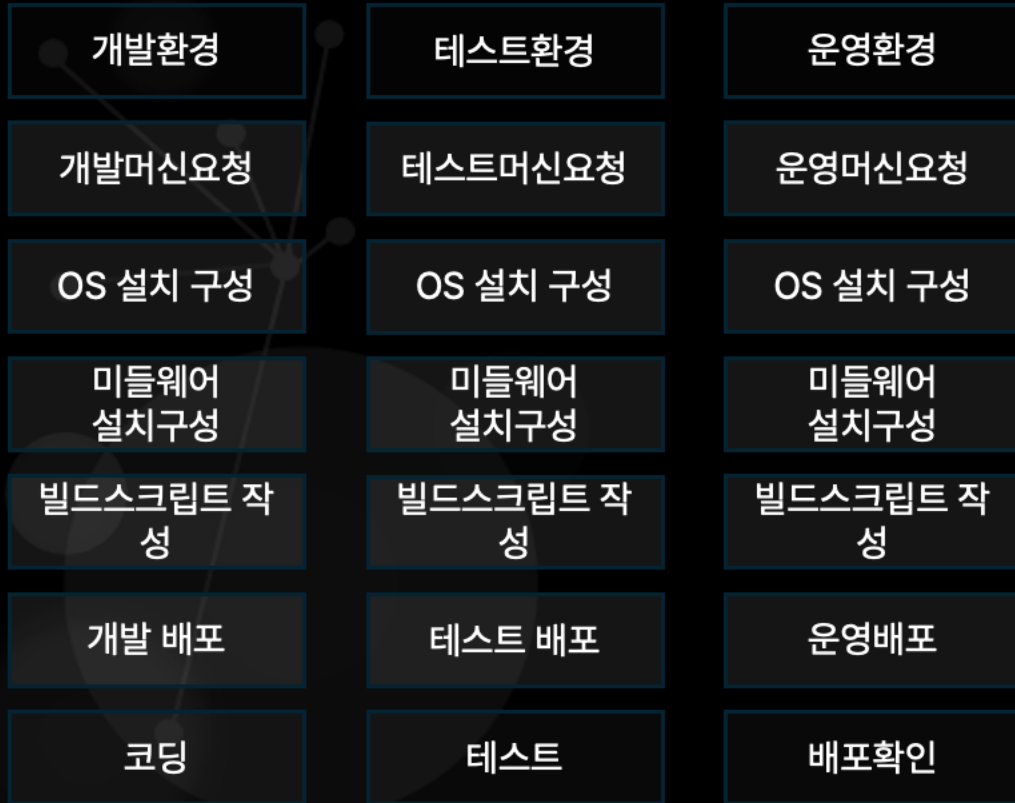 개발환경 테스트환경 운영환경
개발머신요청 테스트머신요청 운영머신요청
OS 설치 구성 OS 설치 구성 OS 설치 구성
미들웨어 미들웨어 미들웨어
설치구성 설치구성 설치구성
빌드스크립트 작 빌드스크립트 작 빌드스크립트 작
성 성 성
개발 배포 테스트 배포 운영배포
코딩 테스트 배포확인